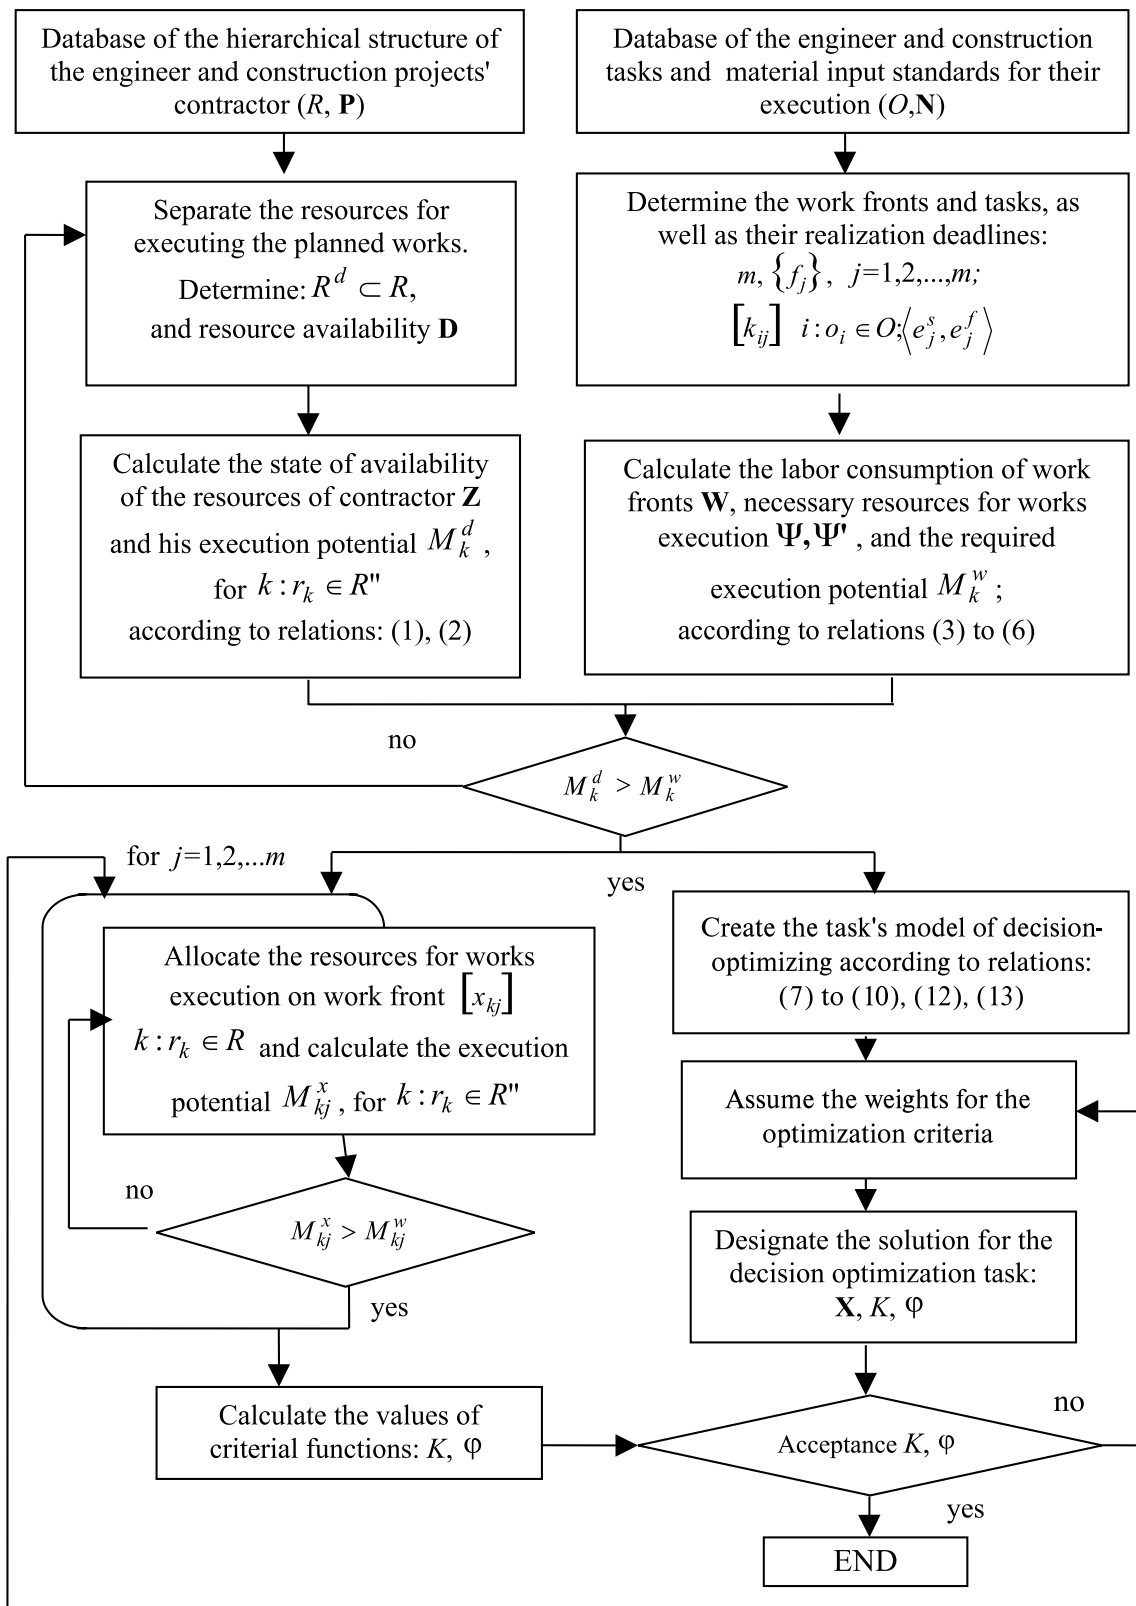 Database of the hierarchical structure of
the engineer and construction projects'
contractor (R, P)
Database of the engineer and construction
tasks and material input standards for their
execution (O,N)
Separate the resources for
executing the planned works.
Determine: R^d ⊂ R,
and resource availability D
Determine the work fronts and tasks, as
well as their realization deadlines:
m, {f_j}, j=1,2,...,m;
[k_ij] i : o_i ∈ O; ⟨e_j^s, e_j^f⟩
Calculate the state of availability
of the resources of contractor Z
and his execution potential M_k^d ,
for k : r_k ∈ R"
according to relations: (1), (2)
Calculate the labor consumption of work
fronts W, necessary resources for works
execution Ψ,Ψ' , and the required
execution potential M_k^w ;
according to relations (3) to (6)
no
M_k^d > M_k^w
for j=1,2,...m
yes
Allocate the resources for works
execution on work front [x_kj]
k : r_k ∈ R and calculate the execution
potential M_kj^x , for k : r_k ∈ R"
no
M_kj^x > M_kj^w
yes
Calculate the values of
criterial functions: K, φ
Create the task's model of decision-
optimizing according to relations:
(7) to (10), (12), (13)
Assume the weights for the
optimization criteria
Designate the solution for the
decision optimization task:
X, K, φ
no
Acceptance K, φ
yes
END